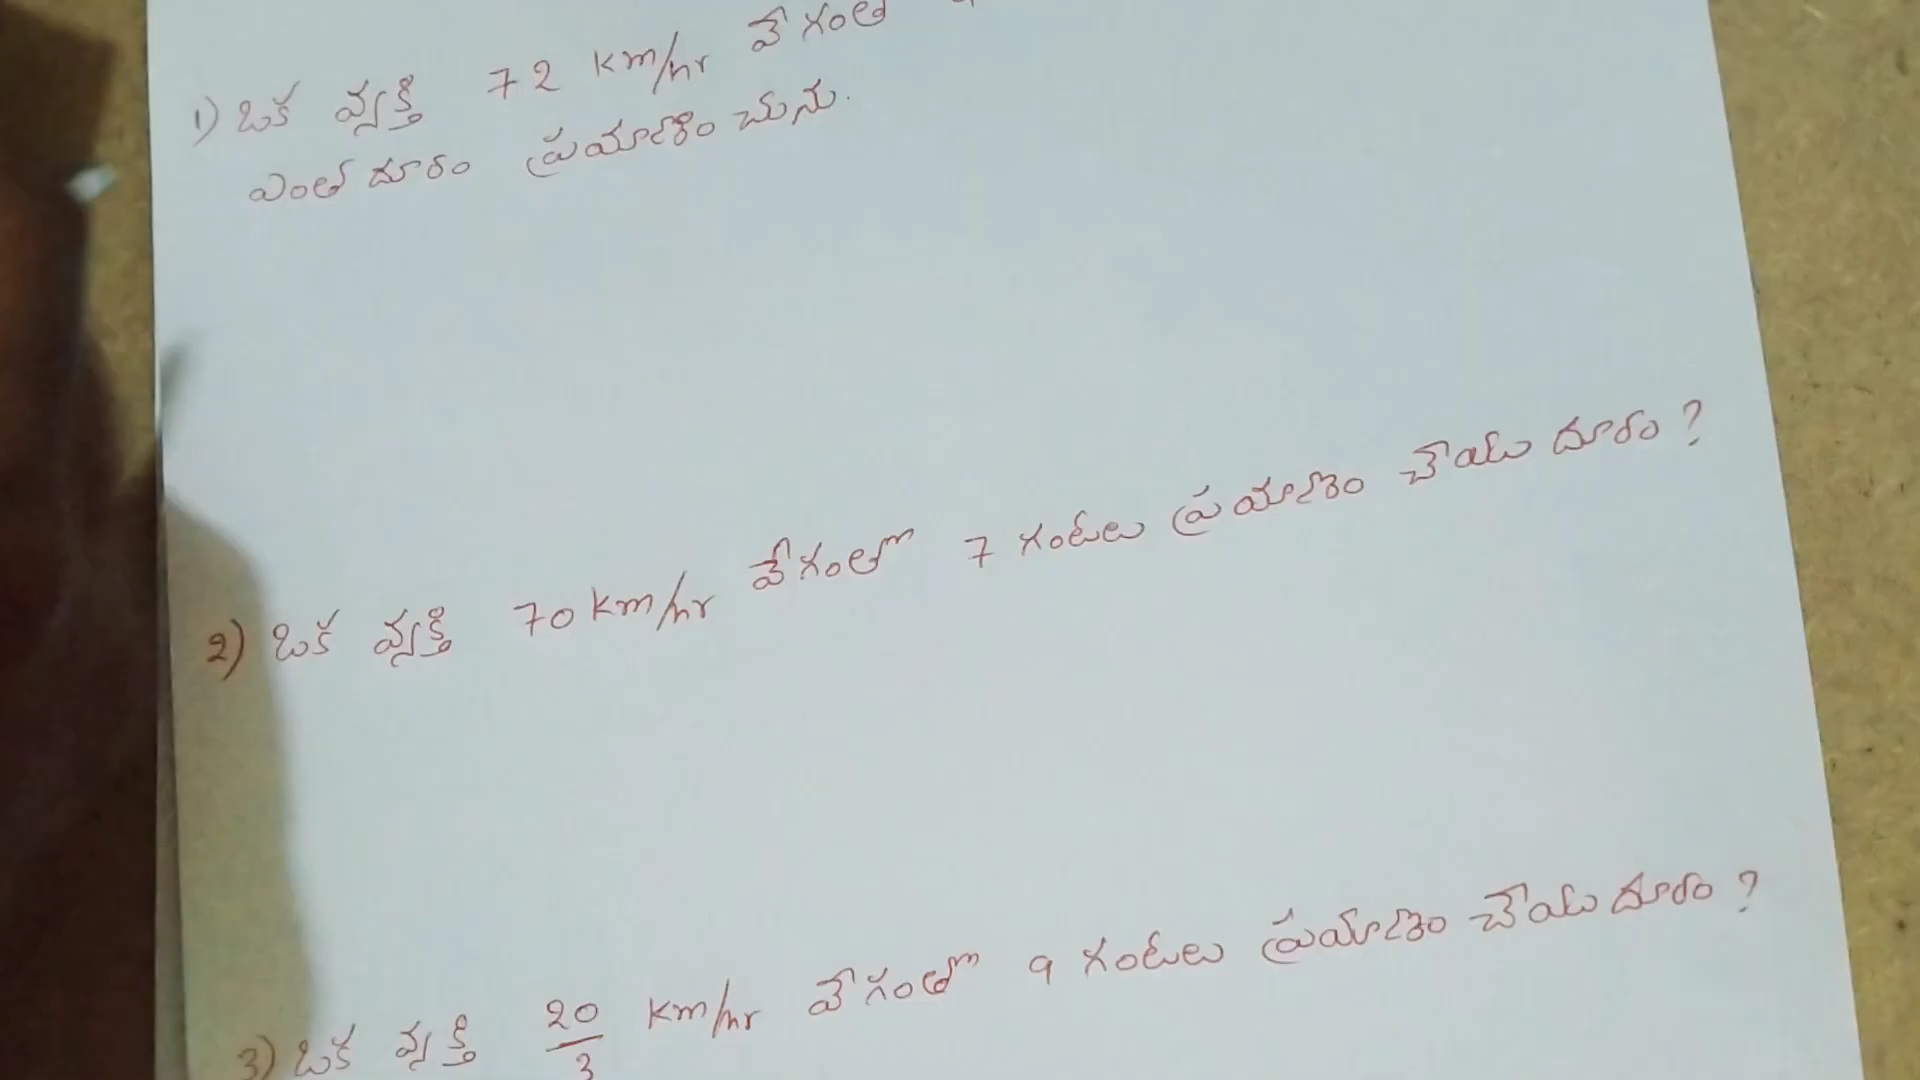 1) ఒక వ్యక్తి 72 km/hr వేగంత
ఎంత దూరం ప్రయాణించును.
2) ఒక వ్యక్తి 70 km/hr వేగంతో 7 గంటలు ప్రయాణం చేయు దూరం ?
3) ఒక వ్యక్తి 20/3 km/hr వేగంతో 9 గంటలు ప్రయాణం చేయు దూరం ?